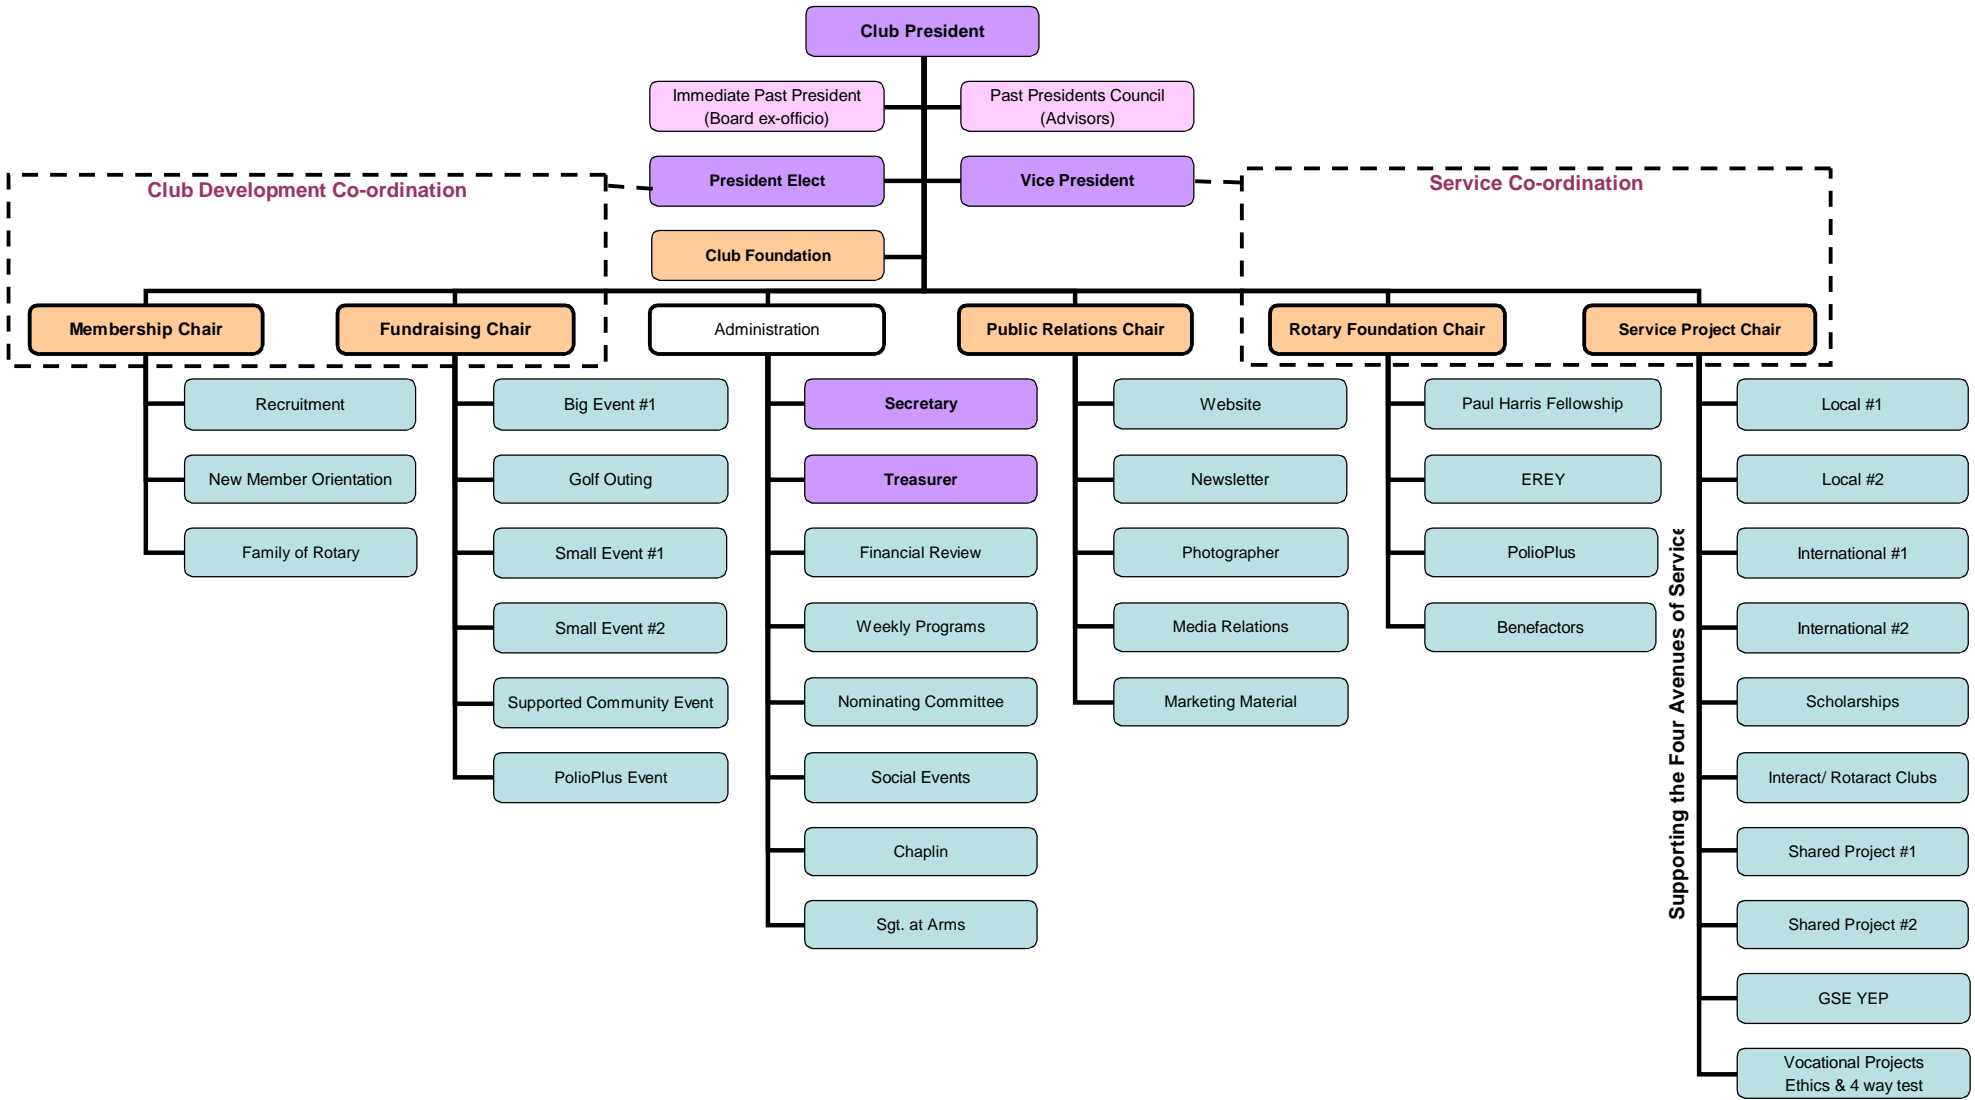 Club President
Immediate Past President
(Board ex-officio)
Past Presidents Council
(Advisors)
President Elect
Vice President
Club Development Co-ordination
Service Co-ordination
Club Foundation
Membership Chair
Fundraising Chair
Administration
Public Relations Chair
Rotary Foundation Chair
Service Project Chair
Recruitment
New Member Orientation
Family of Rotary
Big Event #1
Golf Outing
Small Event #1
Small Event #2
Supported Community Event
PolioPlus Event
Secretary
Treasurer
Financial Review
Weekly Programs
Nominating Committee
Social Events
Chaplin
Sgt. at Arms
Website
Newsletter
Photographer
Media Relations
Marketing Material
Paul Harris Fellowship
EREY
PolioPlus
Benefactors
Supporting the Four Avenues of Service
Local #1
Local #2
International #1
International #2
Scholarships
Interact/ Rotaract Clubs
Shared Project #1
Shared Project #2
GSE YEP
Vocational Projects
Ethics & 4 way test